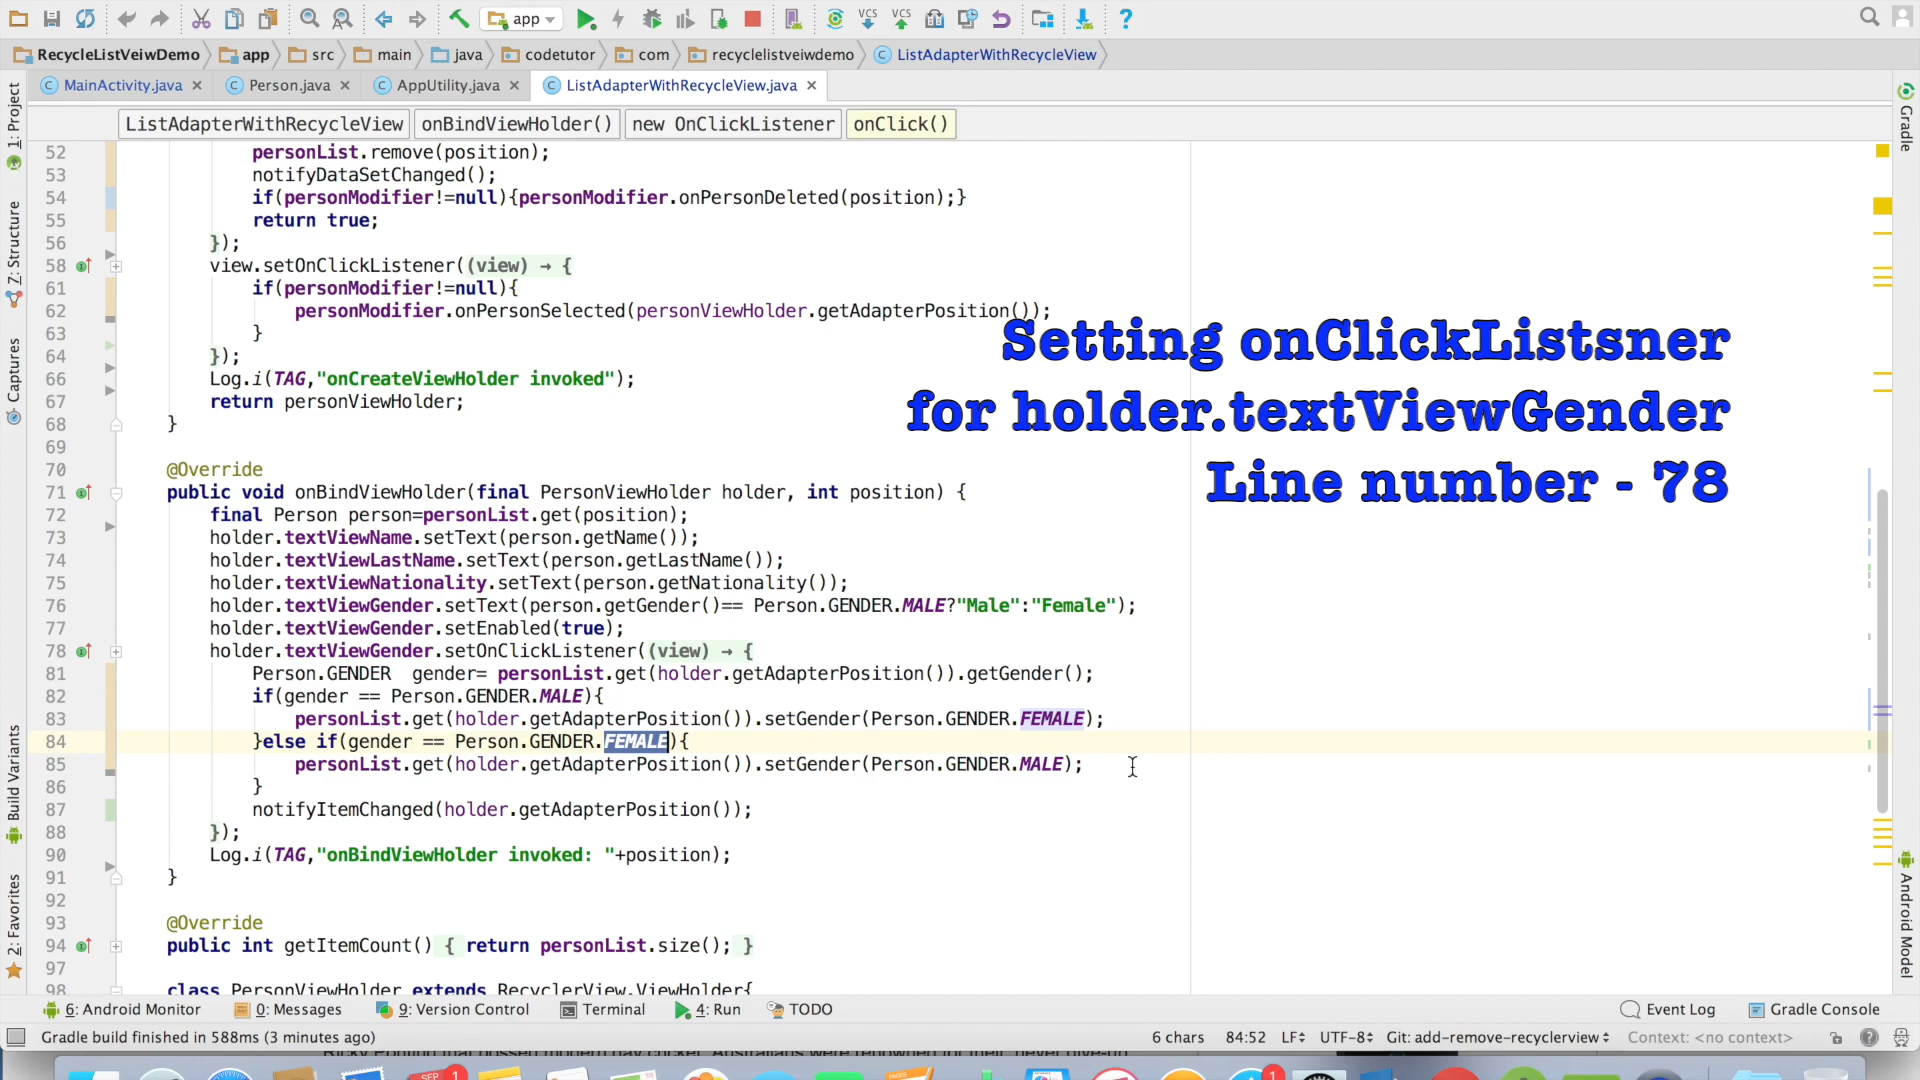 app
VCS
VCS
RecycleListVeiwDemo
app
src
main
java
codetutor
com
recyclelistveiwdemo
ListAdapterWithRecycleView
MainActivity.java
Person.java
AppUtility.java
ListAdapterWithRecycleView.java
ListAdapterWithRecycleView
onBindViewHolder()
new OnClickListener
onClick()
52 personList.remove(position);
53 notifyDataSetChanged();
54 if(personModifier!=null){personModifier.onPersonDeleted(position);}
55 return true;
56 });
58 view.setOnClickListener((view) → {
61 if(personModifier!=null){
62 personModifier.onPersonSelected(personViewHolder.getAdapterPosition());
63 }
64 });
66 Log.i(TAG,"onCreateViewHolder invoked");
67 return personViewHolder;
68 }
69
70 @Override
71 public void onBindViewHolder(final PersonViewHolder holder, int position) {
72 final Person person=personList.get(position);
73 holder.textViewName.setText(person.getName());
74 holder.textViewLastName.setText(person.getLastName());
75 holder.textViewNationality.setText(person.getNationality());
76 holder.textViewGender.setText(person.getGender()== Person.GENDER.MALE?"Male":"Female");
77 holder.textViewGender.setEnabled(true);
78 holder.textViewGender.setOnClickListener((view) → {
81 Person.GENDER gender= personList.get(holder.getAdapterPosition()).getGender();
82 if(gender == Person.GENDER.MALE){
83 personList.get(holder.getAdapterPosition()).setGender(Person.GENDER.FEMALE);
84 }else if(gender == Person.GENDER.FEMALE){
85 personList.get(holder.getAdapterPosition()).setGender(Person.GENDER.MALE);
86 }
87 notifyItemChanged(holder.getAdapterPosition());
88 });
90 Log.i(TAG,"onBindViewHolder invoked: "+position);
91 }
92
93 @Override
94 public int getItemCount() { return personList.size(); }
97
98 class PersonViewHolder extends RecyclerView.ViewHolder{
Setting onClickListsner
for holder.textViewGender
Line number - 78
1: Project
7: Structure
Captures
Build Variants
2: Favorites
Gradle
Android Model
6: Android Monitor
0: Messages
9: Version Control
Terminal
4: Run
TODO
Event Log
Gradle Console
Gradle build finished in 588ms (3 minutes ago)
6 chars
84:52
LF
UTF-8
Git: add-remove-recyclerview
Context: <no context>
SEP
1
PAGES
1